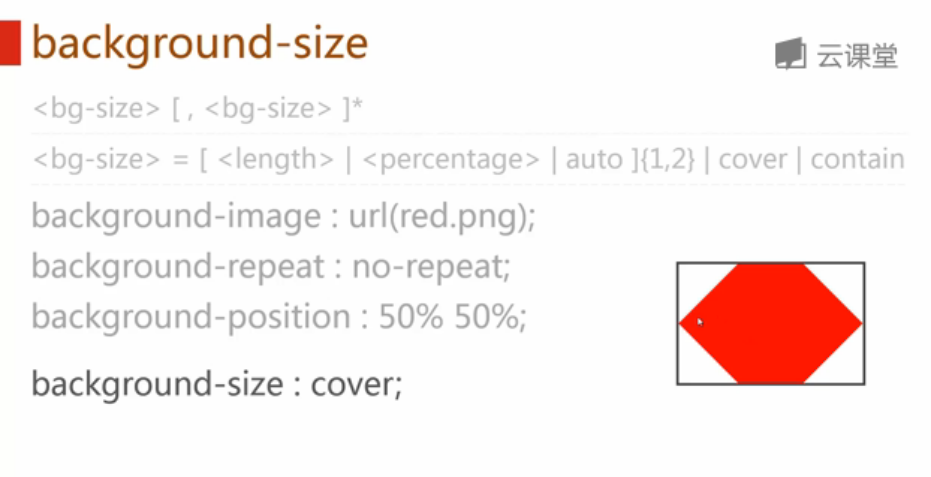 background-size
云课堂
<bg-size> [ , <bg-size> ]*
<bg-size> = [ <length> | <percentage> | auto ]{1,2} | cover | contain
background-image : url(red.png);
background-repeat : no-repeat;
background-position : 50% 50%;
background-size : cover;